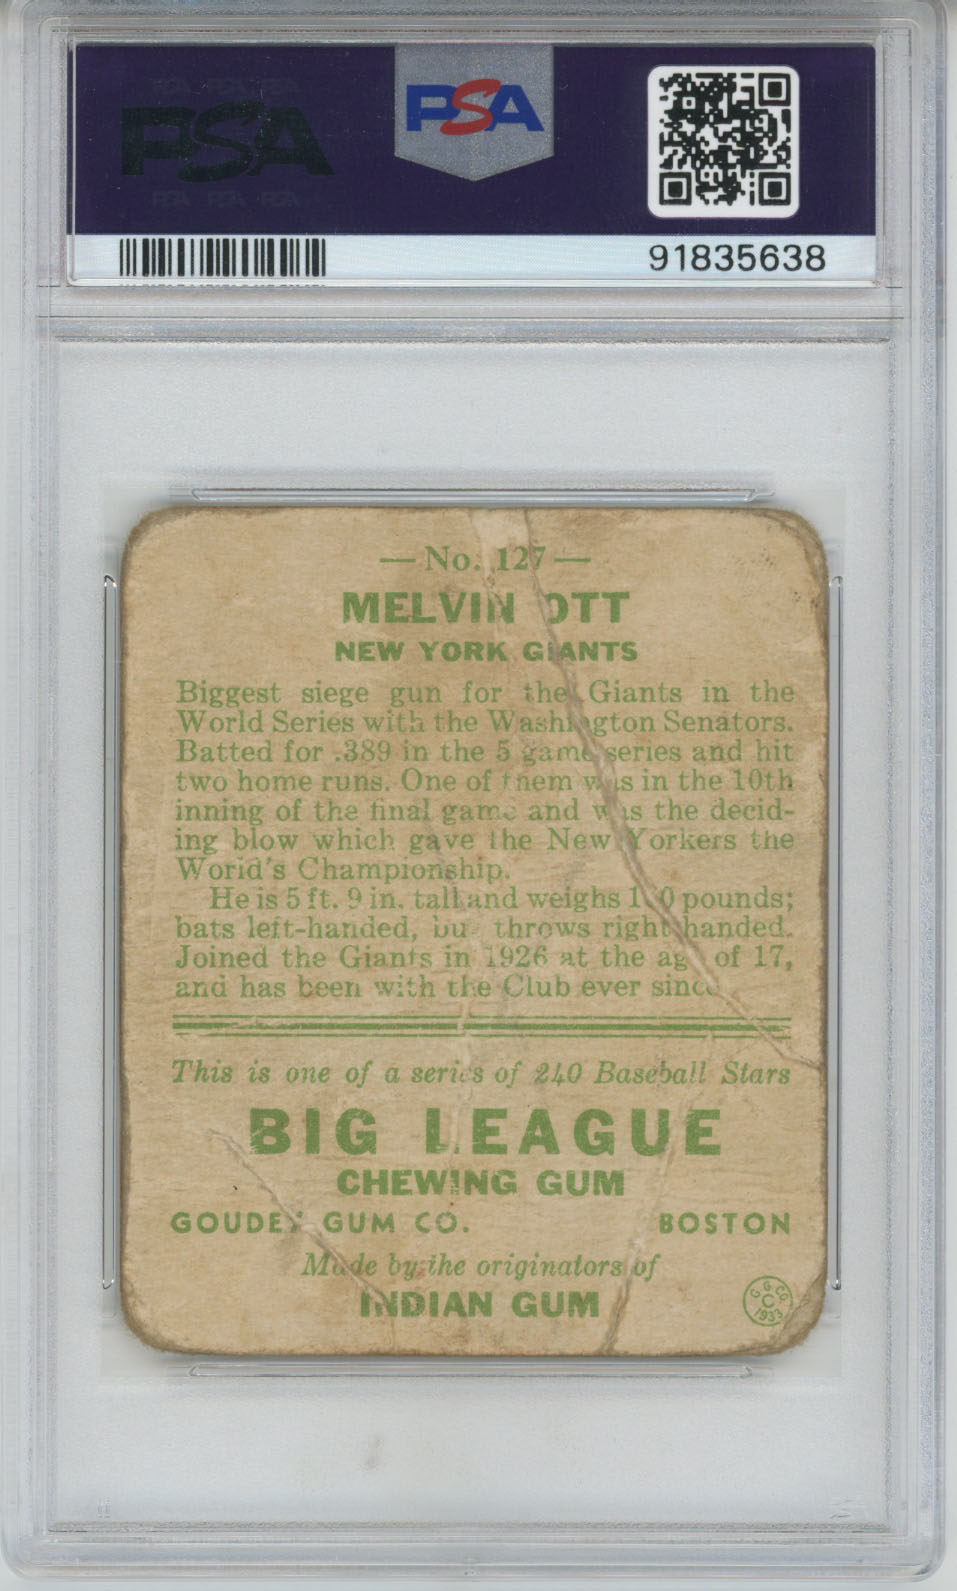 PSA
PSA
91835638
— No. 127 —
MELVIN OTT
NEW YORK GIANTS
Biggest siege gun for the Giants in the
World Series with the Washington Senators.
Batted for .389 in the 5 game series and hit
two home runs. One of them was in the 10th
inning of the final game and was the decid-
ing blow which gave the New Yorkers the
World's Championship.
He is 5 ft. 9 in. tall and weighs pounds;
bats left-handed, but throws right handed.
Joined the Giants in 1926 at the age of 17,
and has been with the Club ever since
This is one of a series of 240 Baseball Stars
BIG LEAGUE
CHEWING GUM
GOUDEY GUM CO. BOSTON
Made by the originators of
INDIAN GUM
G. G. CO.
C
1933